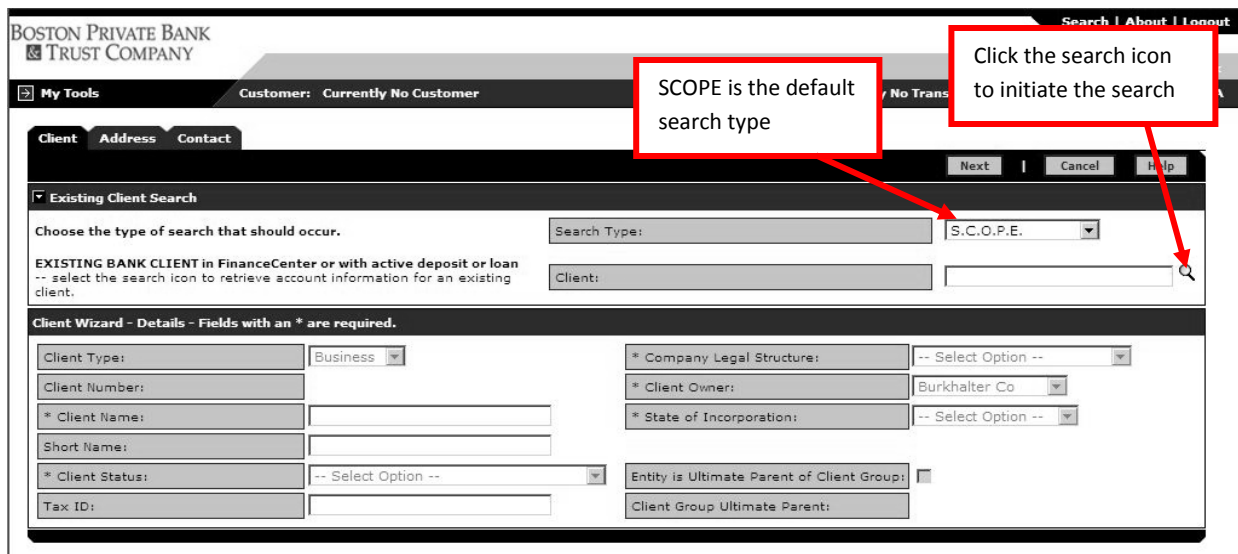 Search | About | Logout
BOSTON PRIVATE BANK
& TRUST COMPANY
Click the search icon
to initiate the search
SCOPE is the default
search type
My Tools
Customer: Currently No Customer
No Trans
Client
Address
Contact
Next | Cancel Help
Existing Client Search
Choose the type of search that should occur.
Search Type:
S.C.O.P.E.
EXISTING BANK CLIENT in FinanceCenter or with active deposit or loan
-- select the search icon to retrieve account information for an existing
client.
Client:
Client Wizard - Details - Fields with an * are required.
Client Type:
Business
* Company Legal Structure:
-- Select Option --
Client Number:
* Client Owner:
Burkhalter Co
* Client Name:
* State of Incorporation:
-- Select Option --
Short Name:
* Client Status:
-- Select Option --
Entity is Ultimate Parent of Client Group:
Tax ID:
Client Group Ultimate Parent: